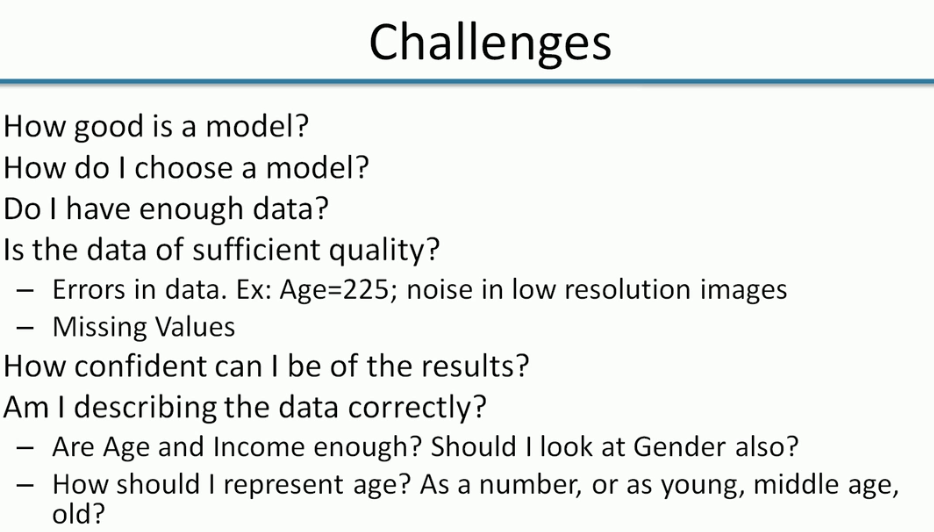 Challenges
How good is a model?
How do I choose a model?
Do I have enough data?
Is the data of sufficient quality?
– Errors in data. Ex: Age=225; noise in low resolution images
– Missing Values
How confident can I be of the results?
Am I describing the data correctly?
– Are Age and Income enough? Should I look at Gender also?
– How should I represent age? As a number, or as young, middle age,
old?